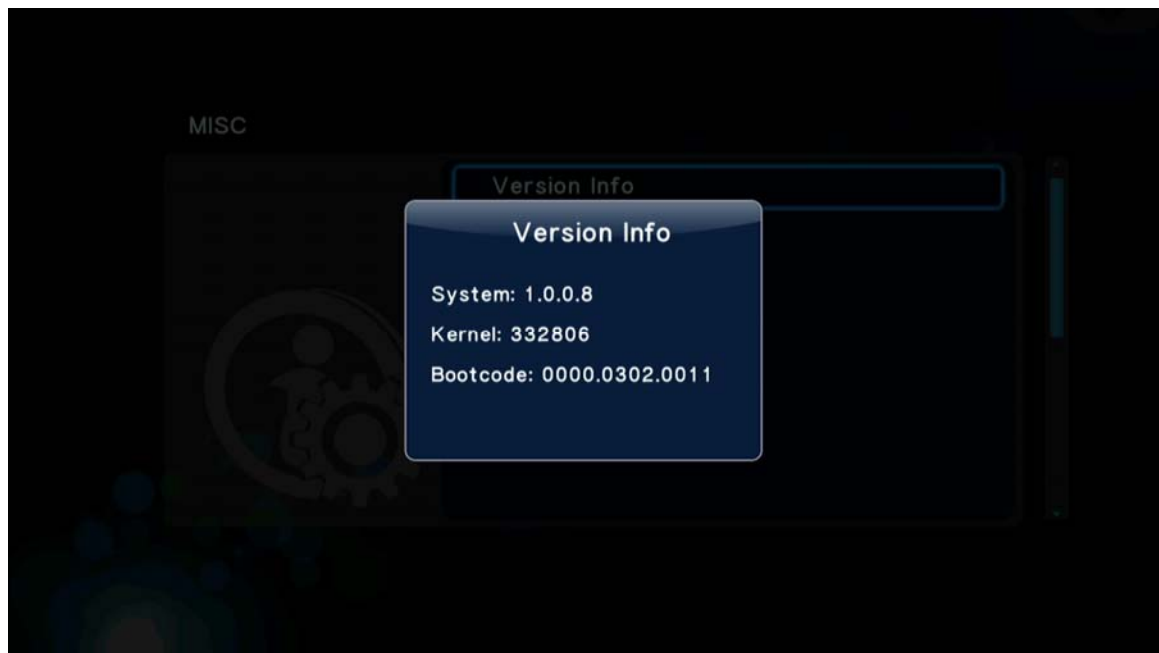 MISC
Version Info
Version Info
System: 1.0.0.8
Kernel: 332806
Bootcode: 0000.0302.0011